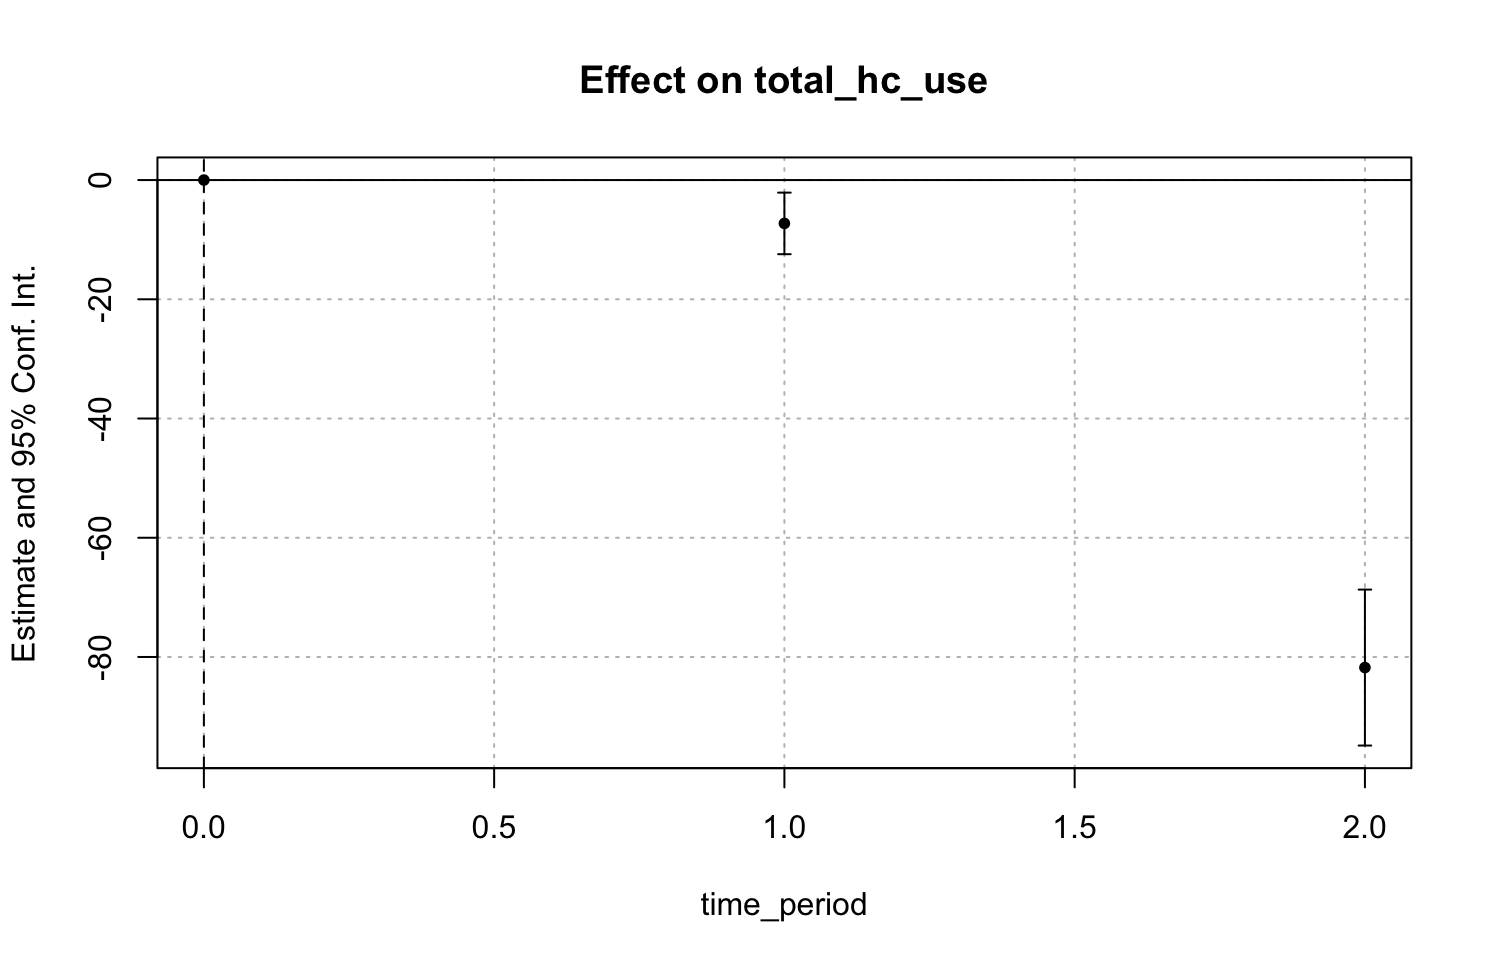 Effect on total_hc_use
Estimate and 95% Conf. Int.
0
-20
-40
-60
-80
0.0 0.5 1.0 1.5 2.0
time_period